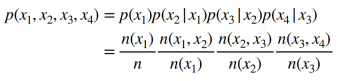 p(x₁, x₂, x₃, x₄) = p(x₁)p(x₂|x₁)p(x₃|x₂)p(x₄|x₃)
= n(x₁)/n n(x₁, x₂)/n(x₁) n(x₂, x₃)/n(x₂) n(x₃, x₄)/n(x₃)